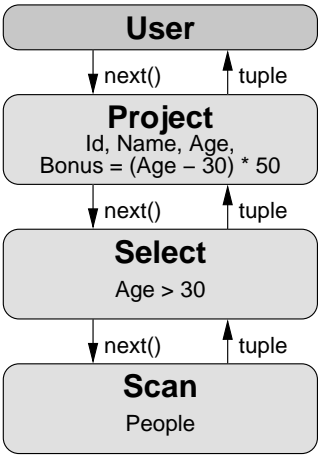 User
next() tuple
Project
Id, Name, Age,
Bonus = (Age – 30) * 50
next() tuple
Select
Age > 30
next() tuple
Scan
People